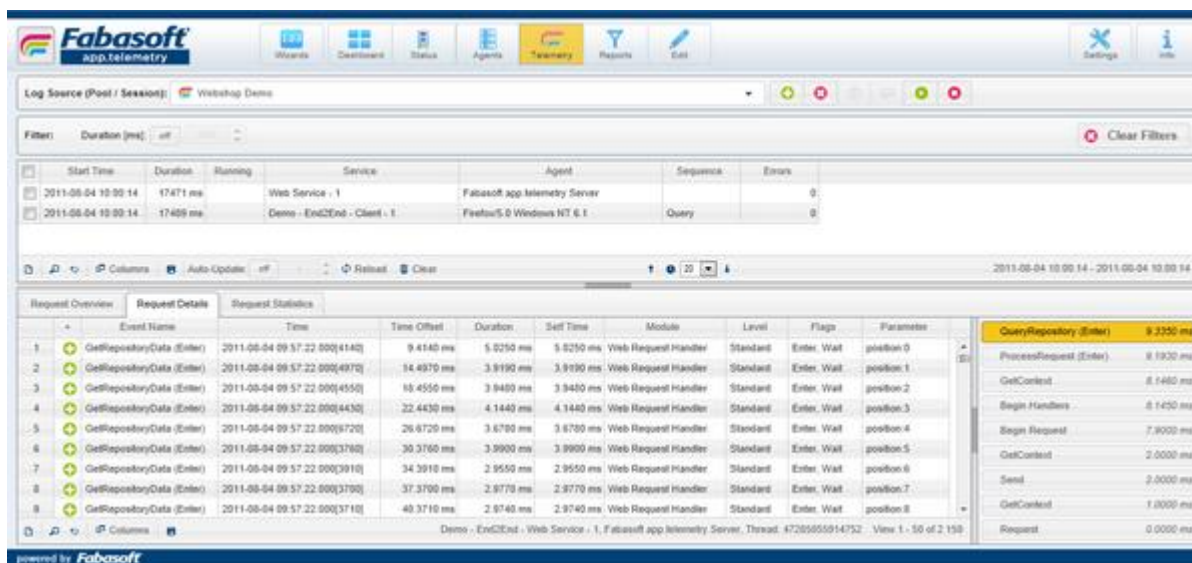 Fabasoft
app.telemetry
Wizards Dashboard Status Agents Telemetry Reports Edit Settings Info
Log Source (Pool / Session): Webshop Demo
Filter: Duration [ms]: off Clear Filters
Start Time Duration Running Service Agent Sequence Errors
2011-08-04 10:00:14 17471 ms Web Service - 1 Fabasoft app.telemetry Server 0
2011-08-04 10:00:14 17409 ms Demo - End2End - Client - 1 Firefox/5.0 Windows NT 6.1 Query 0
Columns Auto-Update: off Reload Clear 20 2011-08-04 10:00:14 - 2011-08-04 10:00:14
Request Overview Request Details Request Statistics
Event Name Time Time Offset Duration Self Time Module Level Flags Parameter
1 GetRepositoryData (Enter) 2011-08-04 09:57:22.000[4140] 9.4140 ms 5.0250 ms 5.0250 ms Web Request Handler Standard Enter, Wait position:0
2 GetRepositoryData (Enter) 2011-08-04 09:57:22.000[4970] 14.4970 ms 3.9190 ms 3.9190 ms Web Request Handler Standard Enter, Wait position:1
3 GetRepositoryData (Enter) 2011-08-04 09:57:22.000[4550] 18.4550 ms 3.9480 ms 3.9480 ms Web Request Handler Standard Enter, Wait position:2
4 GetRepositoryData (Enter) 2011-08-04 09:57:22.000[4430] 22.4430 ms 4.1440 ms 4.1440 ms Web Request Handler Standard Enter, Wait position:3
5 GetRepositoryData (Enter) 2011-08-04 09:57:22.000[6720] 26.6720 ms 3.6780 ms 3.6780 ms Web Request Handler Standard Enter, Wait position:4
6 GetRepositoryData (Enter) 2011-08-04 09:57:22.000[3760] 30.3760 ms 3.9900 ms 3.9900 ms Web Request Handler Standard Enter, Wait position:5
7 GetRepositoryData (Enter) 2011-08-04 09:57:22.000[3910] 34.3910 ms 2.9550 ms 2.9550 ms Web Request Handler Standard Enter, Wait position:6
8 GetRepositoryData (Enter) 2011-08-04 09:57:22.000[3700] 37.3700 ms 2.9770 ms 2.9770 ms Web Request Handler Standard Enter, Wait position:7
GetRepositoryData (Enter) 2011-08-04 09:57:22.000[3710] 40.3710 ms 2.9740 ms 2.9740 ms Web Request Handler Standard Enter, Wait position:8
Columns Demo - End2End - Web Service - 1, Fabasoft app.telemetry Server, Thread: View 1 - 50 of 2 150
QueryRepository (Enter) 9.3350 ms
ProcessRequest (Enter) 8.1930 ms
GetContext 8.1460 ms
Begin Handlers 8.1450 ms
Begin Request 7.9000 ms
GetContext 2.0000 ms
Send 2.0000 ms
GetContext 1.0000 ms
Request 0.0000 ms
powered by Fabasoft